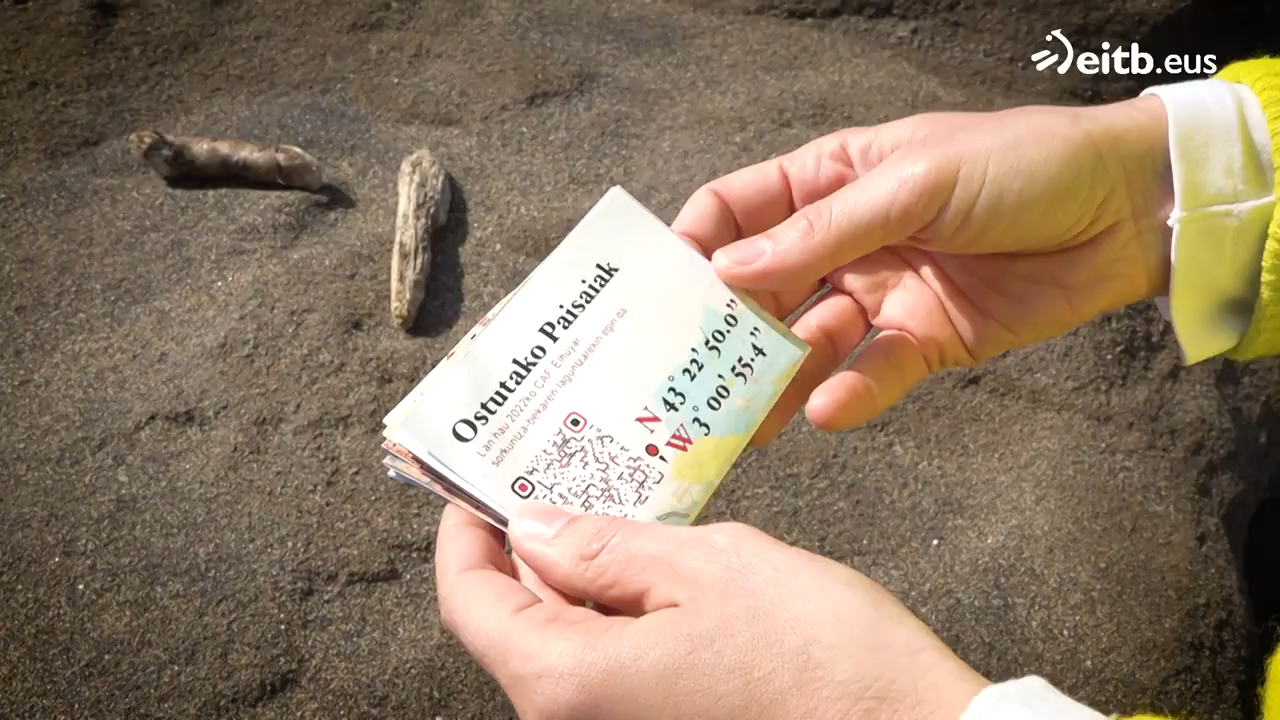 eitb.eus
Ostutako Paisaiak
Lan hau 2022ko CAF Elhuyar
sorkuntza-bekaren laguntzarekin egin da
N 43° 22' 50.0"
W 3° 00' 55.4"